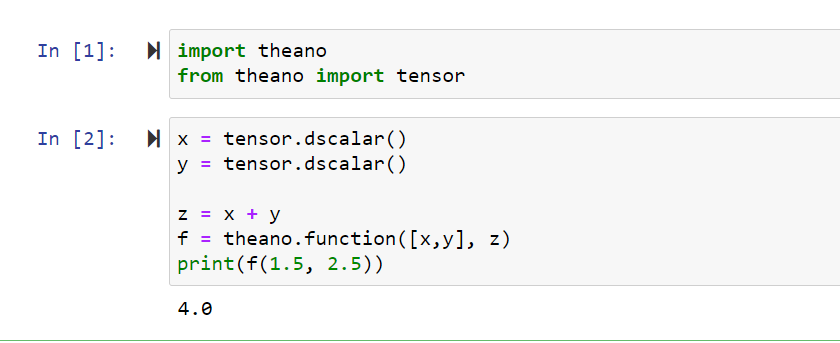 In [1]:
import theano
from theano import tensor
In [2]:
x = tensor.dscalar()
y = tensor.dscalar()
z = x + y
f = theano.function([x,y], z)
print(f(1.5, 2.5))
4.0